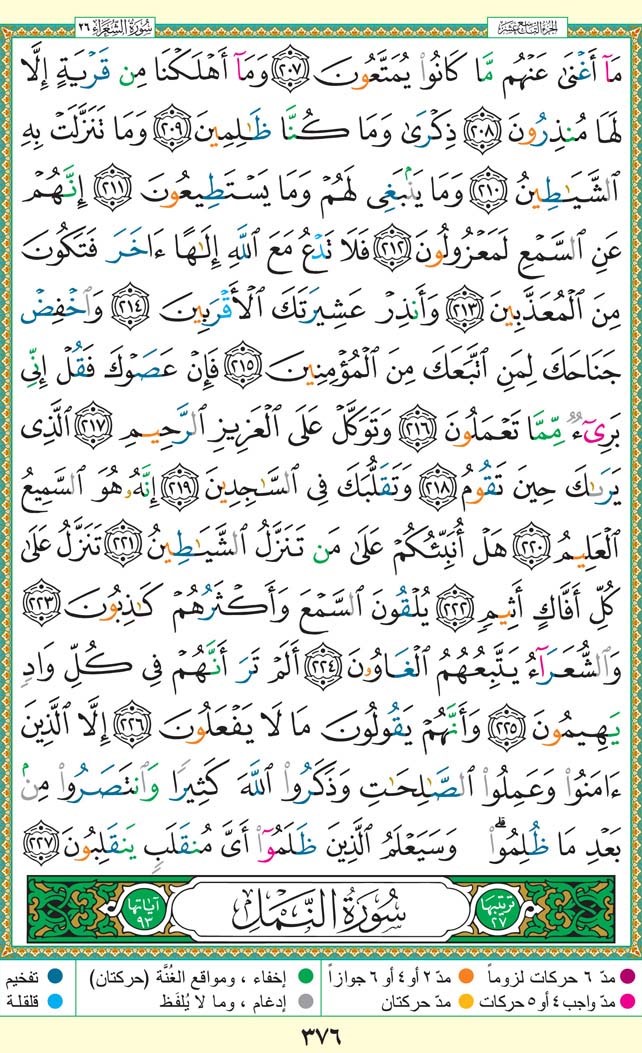 الجزء التاسع عشر
سورة الشعراء ٢٦
مَآ أَغْنَىٰ عَنْهُم مَّا كَانُوا۟ يُمَتَّعُونَ ٢٠٧ وَمَآ أَهْلَكْنَا مِن قَرْيَةٍ إِلَّا
لَهَا مُنذِرُونَ ٢٠٨ ذِكْرَىٰ وَمَا كُنَّا ظَٰلِمِينَ ٢٠٩ وَمَا تَنَزَّلَتْ بِهِ
ٱلشَّيَٰطِينُ ٢١٠ وَمَا يَنۢبَغِى لَهُمْ وَمَا يَسْتَطِيعُونَ ٢١١ إِنَّهُمْ
عَنِ ٱلسَّمْعِ لَمَعْزُولُونَ ٢١٢ فَلَا تَدْعُ مَعَ ٱللَّهِ إِلَٰهًا ءَاخَرَ فَتَكُونَ
مِنَ ٱلْمُعَذَّبِينَ ٢١٣ وَأَنذِرْ عَشِيرَتَكَ ٱلْأَقْرَبِينَ ٢١٤ وَٱخْفِضْ
جَنَاحَكَ لِمَنِ ٱتَّبَعَكَ مِنَ ٱلْمُؤْمِنِينَ ٢١٥ فَإِنْ عَصَوْكَ فَقُلْ إِنِّى
بَرِىٓءٌ مِّمَّا تَعْمَلُونَ ٢١٦ وَتَوَكَّلْ عَلَى ٱلْعَزِيزِ ٱلرَّحِيمِ ٢١٧ ٱلَّذِى
يَرَىٰكَ حِينَ تَقُومُ ٢١٨ وَتَقَلُّبَكَ فِى ٱلسَّٰجِدِينَ ٢١٩ إِنَّهُۥ هُوَ ٱلسَّمِيعُ
ٱلْعَلِيمُ ٢٢٠ هَلْ أُنَبِّئُكُمْ عَلَىٰ مَن تَنَزَّلُ ٱلشَّيَٰطِينُ ٢٢١ تَنَزَّلُ عَلَىٰ
كُلِّ أَفَّاكٍ أَثِيمٍ ٢٢٢ يُلْقُونَ ٱلسَّمْعَ وَأَكْثَرُهُمْ كَٰذِبُونَ ٢٢٣
وَٱلشُّعَرَآءُ يَتَّبِعُهُمُ ٱلْغَاوُۥنَ ٢٢٤ أَلَمْ تَرَ أَنَّهُمْ فِى كُلِّ وَادٍ
يَهِيمُونَ ٢٢٥ وَأَنَّهُمْ يَقُولُونَ مَا لَا يَفْعَلُونَ ٢٢٦ إِلَّا ٱلَّذِينَ
ءَامَنُوا۟ وَعَمِلُوا۟ ٱلصَّٰلِحَٰتِ وَذَكَرُوا۟ ٱللَّهَ كَثِيرًا وَٱنتَصَرُوا۟ مِنۢ
بَعْدِ مَا ظُلِمُوا۟ ۗ وَسَيَعْلَمُ ٱلَّذِينَ ظَلَمُوٓا۟ أَىَّ مُنقَلَبٍ يَنقَلِبُونَ ٢٢٧
ترتيبها ٢٧ سُورَةُ النَّمْلِ آياتها ٩٣
مدّ ٦ حركات لزوماً مدّ ٢ أو ٤ أو ٦ جوازاً إخفاء ، ومواقع الغُنَّة (حركتان) تفخيم
مدّ واجب ٤ أو ٥ حركات مدّ حركتان إدغام ، وما لا يُلفَظ قلقلة
٣٧٦